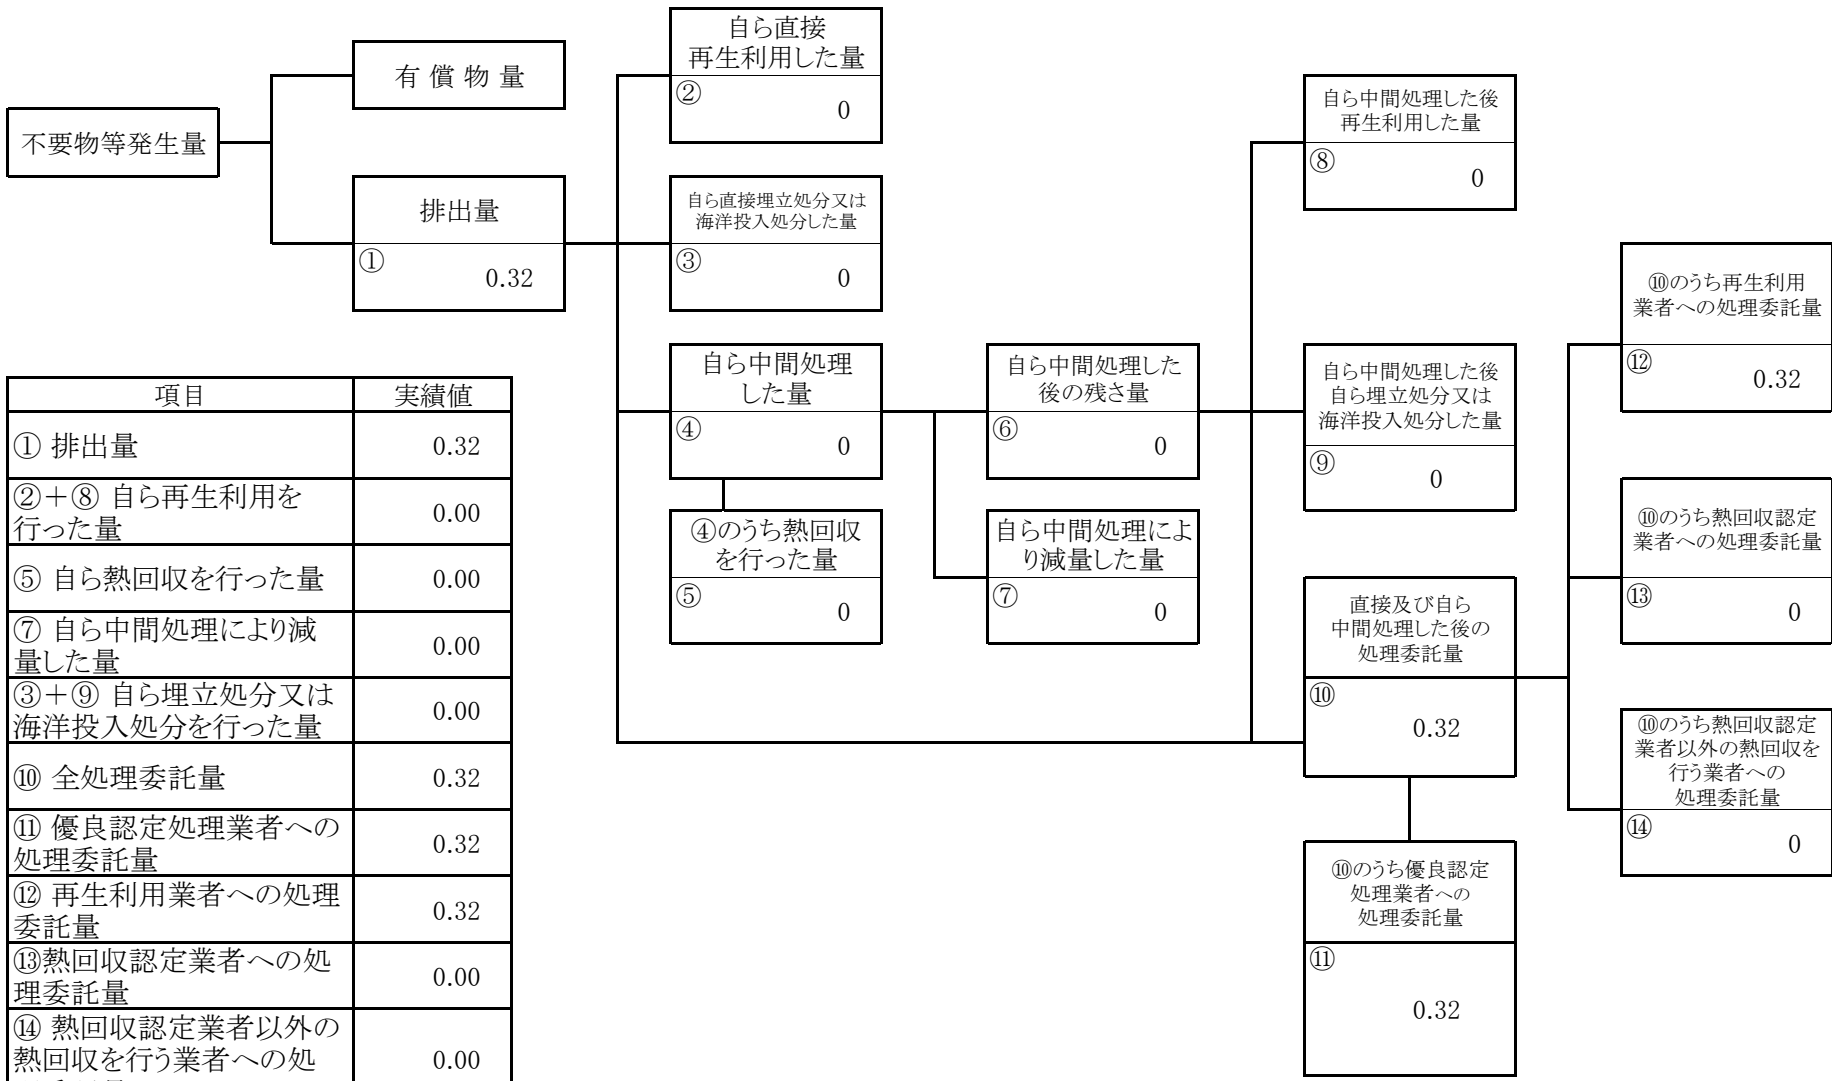 不要物等発生量
有 償 物 量
排出量
①
0.32
自ら直接
再生利用した量
②
0
自ら直接埋立処分又は
海洋投入処分した量
③
0
自ら中間処理
した量
④
0
④のうち熱回収
を行った量
⑤
0
自ら中間処理した
後の残さ量
⑥
0
自ら中間処理によ
り減量した量
⑦
0
自ら中間処理した後
再生利用した量
⑧
0
自ら中間処理した後
自ら埋立処分又は
海洋投入処分した量
⑨
0
直接及び自ら
中間処理した後の
処理委託量
⑩
0.32
⑩のうち優良認定
処理業者への
処理委託量
⑪
0.32
⑩のうち再生利用
業者への処理委託量
⑫
0.32
⑩のうち熱回収認定
業者への処理委託量
⑬
0
⑩のうち熱回収認定
業者以外の熱回収を
行う業者への
処理委託量
⑭
0
項目 実績値
① 排出量 0.32
②+⑧ 自ら再生利用を
行った量 0.00
⑤ 自ら熱回収を行った量 0.00
⑦ 自ら中間処理により減
量した量 0.00
③+⑨ 自ら埋立処分又は
海洋投入処分を行った量 0.00
⑩ 全処理委託量 0.32
⑪ 優良認定処理業者への
処理委託量 0.32
⑫ 再生利用業者への処理
委託量 0.32
⑬熱回収認定業者への処
理委託量 0.00
⑭ 熱回収認定業者以外の
熱回収を行う業者への処 0.00